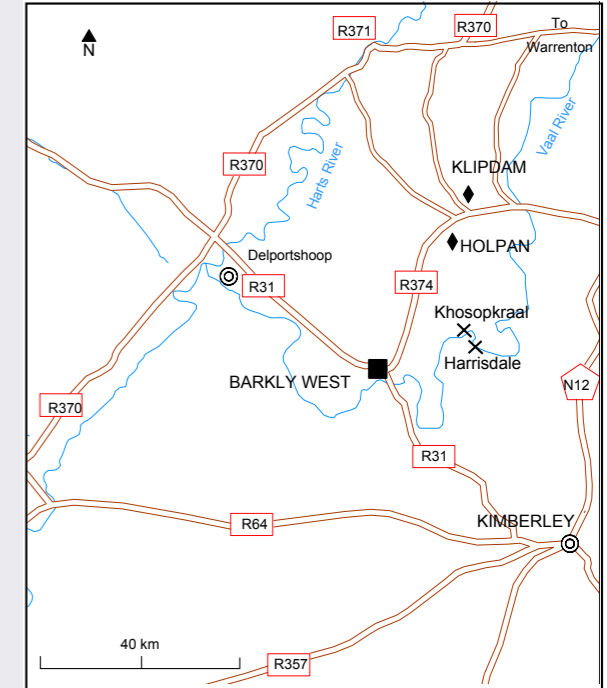 R371
R370
To
Warrenton
N
Vaal River
Harts River
R370
KLIPDAM
HOLPAN
Delportshoop
R31
R374
Khosopkraal
Harrisdale
BARKLY WEST
N12
R370
R31
R64
KIMBERLEY
40 km
R357